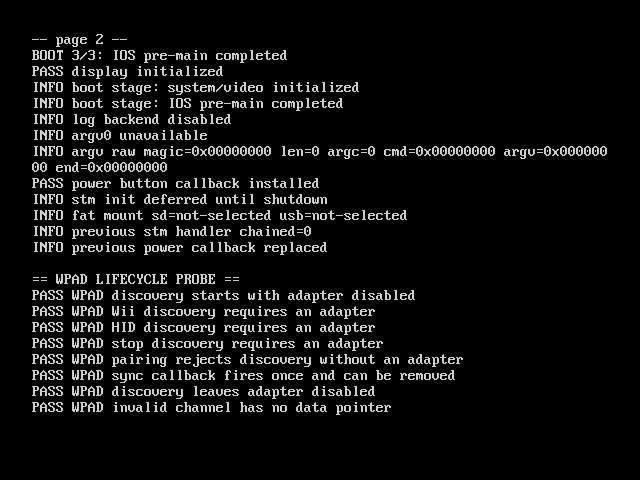 -- page 2 --
BOOT 3/3: IOS pre-main completed
PASS display initialized
INFO boot stage: system/video initialized
INFO boot stage: IOS pre-main completed
INFO log backend disabled
INFO argv0 unavailable
INFO argv raw magic=0x00000000 len=0 argc=0 cmd=0x00000000 argv=0x000000
00 end=0x00000000
PASS power button callback installed
INFO stm init deferred until shutdown
INFO fat mount sd=not-selected usb=not-selected
INFO previous stm handler chained=0
INFO previous power callback replaced

== WPAD LIFECYCLE PROBE ==
PASS WPAD discovery starts with adapter disabled
PASS WPAD Wii discovery requires an adapter
PASS WPAD HID discovery requires an adapter
PASS WPAD stop discovery requires an adapter
PASS WPAD pairing rejects discovery without an adapter
PASS WPAD sync callback fires once and can be removed
PASS WPAD discovery leaves adapter disabled
PASS WPAD invalid channel has no data pointer